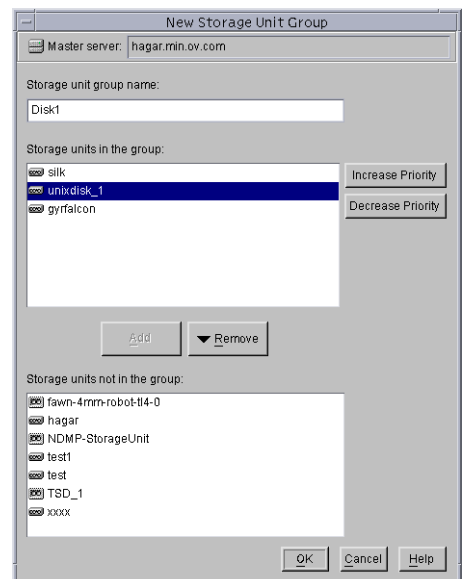 New Storage Unit Group
Master server: hagar.min.ov.com
Storage unit group name:
Disk1
Storage units in the group:
silk
unixdisk_1
gyrfalcon
Increase Priority
Decrease Priority
Add
Remove
Storage units not in the group:
fawn-4mm-robot-tl4-0
hagar
NDMP-StorageUnit
test1
test
TSD_1
xxxx
OK
Cancel
Help